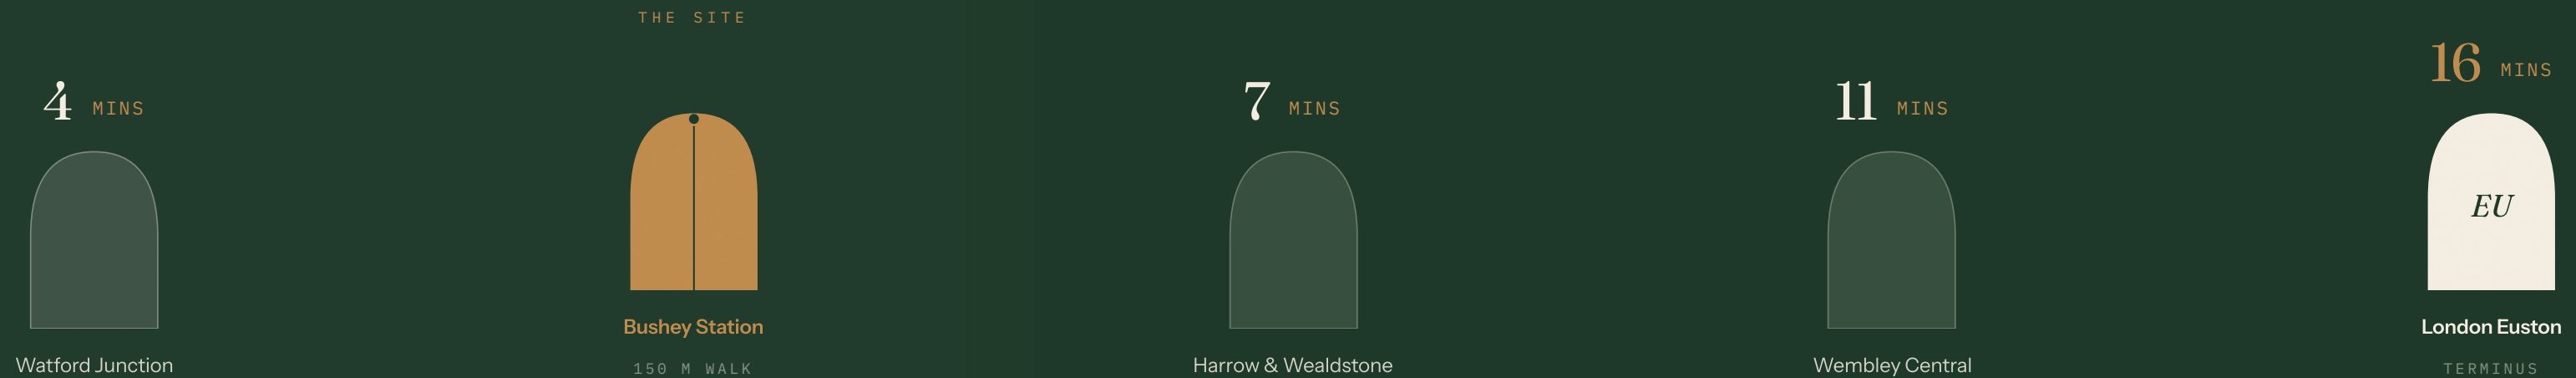 4 MINS
Watford Junction
THE SITE
Bushey Station
150 M WALK
7 MINS
Harrow & Wealdstone
11 MINS
Wembley Central
16 MINS
EU
London Euston
TERMINUS